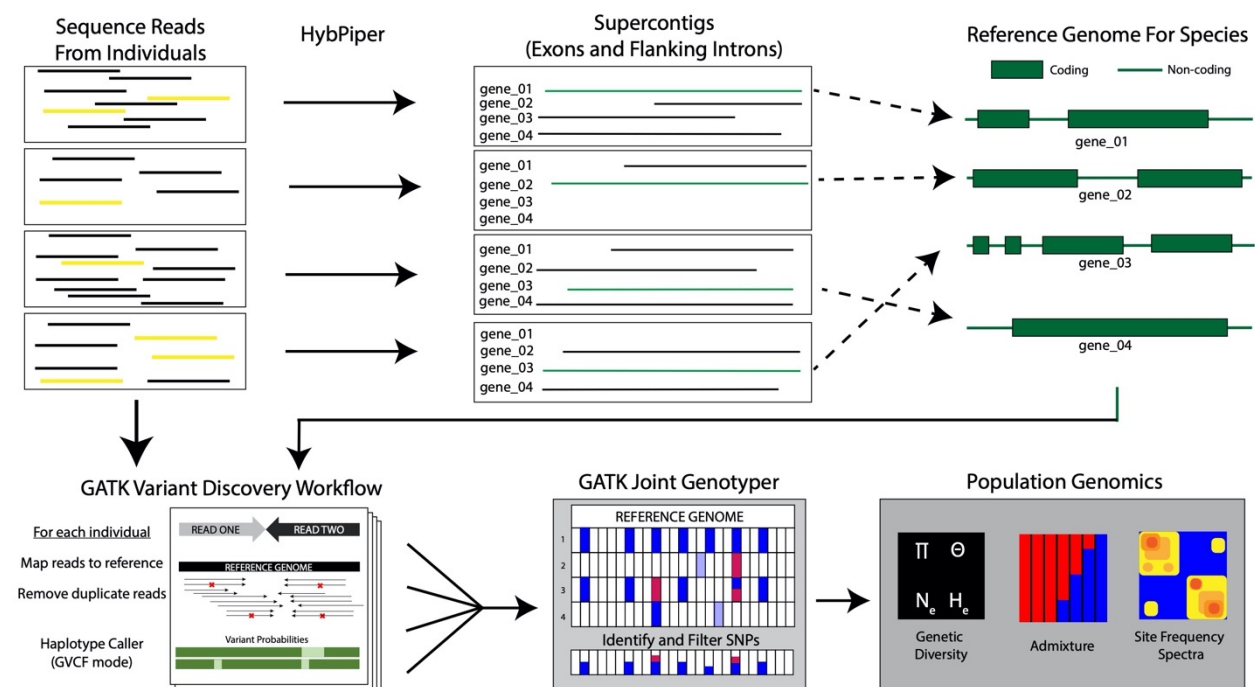 Sequence Reads
From Individuals
HybPiper
Supercontigs
(Exons and Flanking Introns)
Reference Genome For Species
Coding
Non-coding
gene_01
gene_02
gene_03
gene_04
gene_01
gene_02
gene_03
gene_04
gene_01
gene_02
gene_03
gene_04
gene_01
gene_02
gene_03
gene_04
gene_01
gene_02
gene_03
gene_04
GATK Variant Discovery Workflow
For each individual
READ ONE
READ TWO
Map reads to reference
REFERENCE GENOME
Remove duplicate reads
Variant Probabilities
Haplotype Caller
(GVCF mode)
GATK Joint Genotyper
REFERENCE GENOME
1
2
3
4
Identify and Filter SNPs
Population Genomics
Π Θ
Ne He
Genetic
Diversity
Admixture
Site Frequency
Spectra